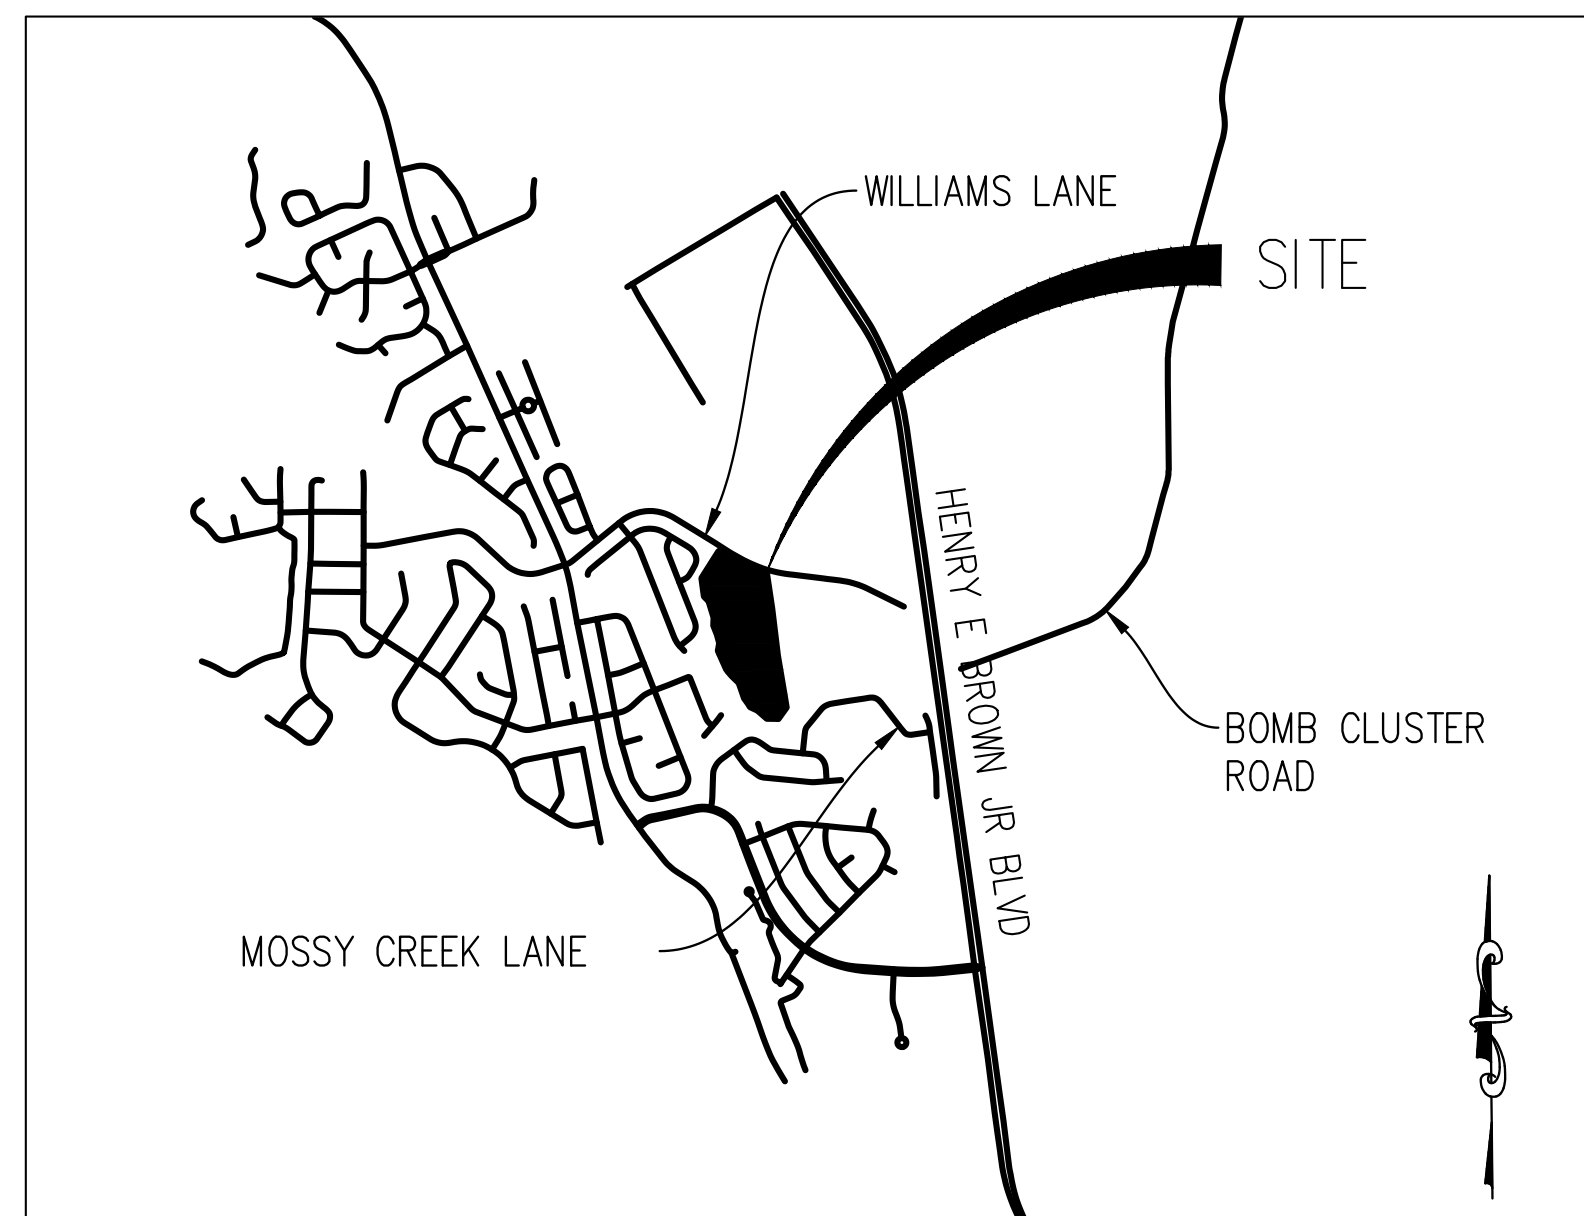 WILLIAMS LANE
SITE
HENRY E BROWN JR BLVD
BOMB CLUSTER
ROAD
MOSSY CREEK LANE